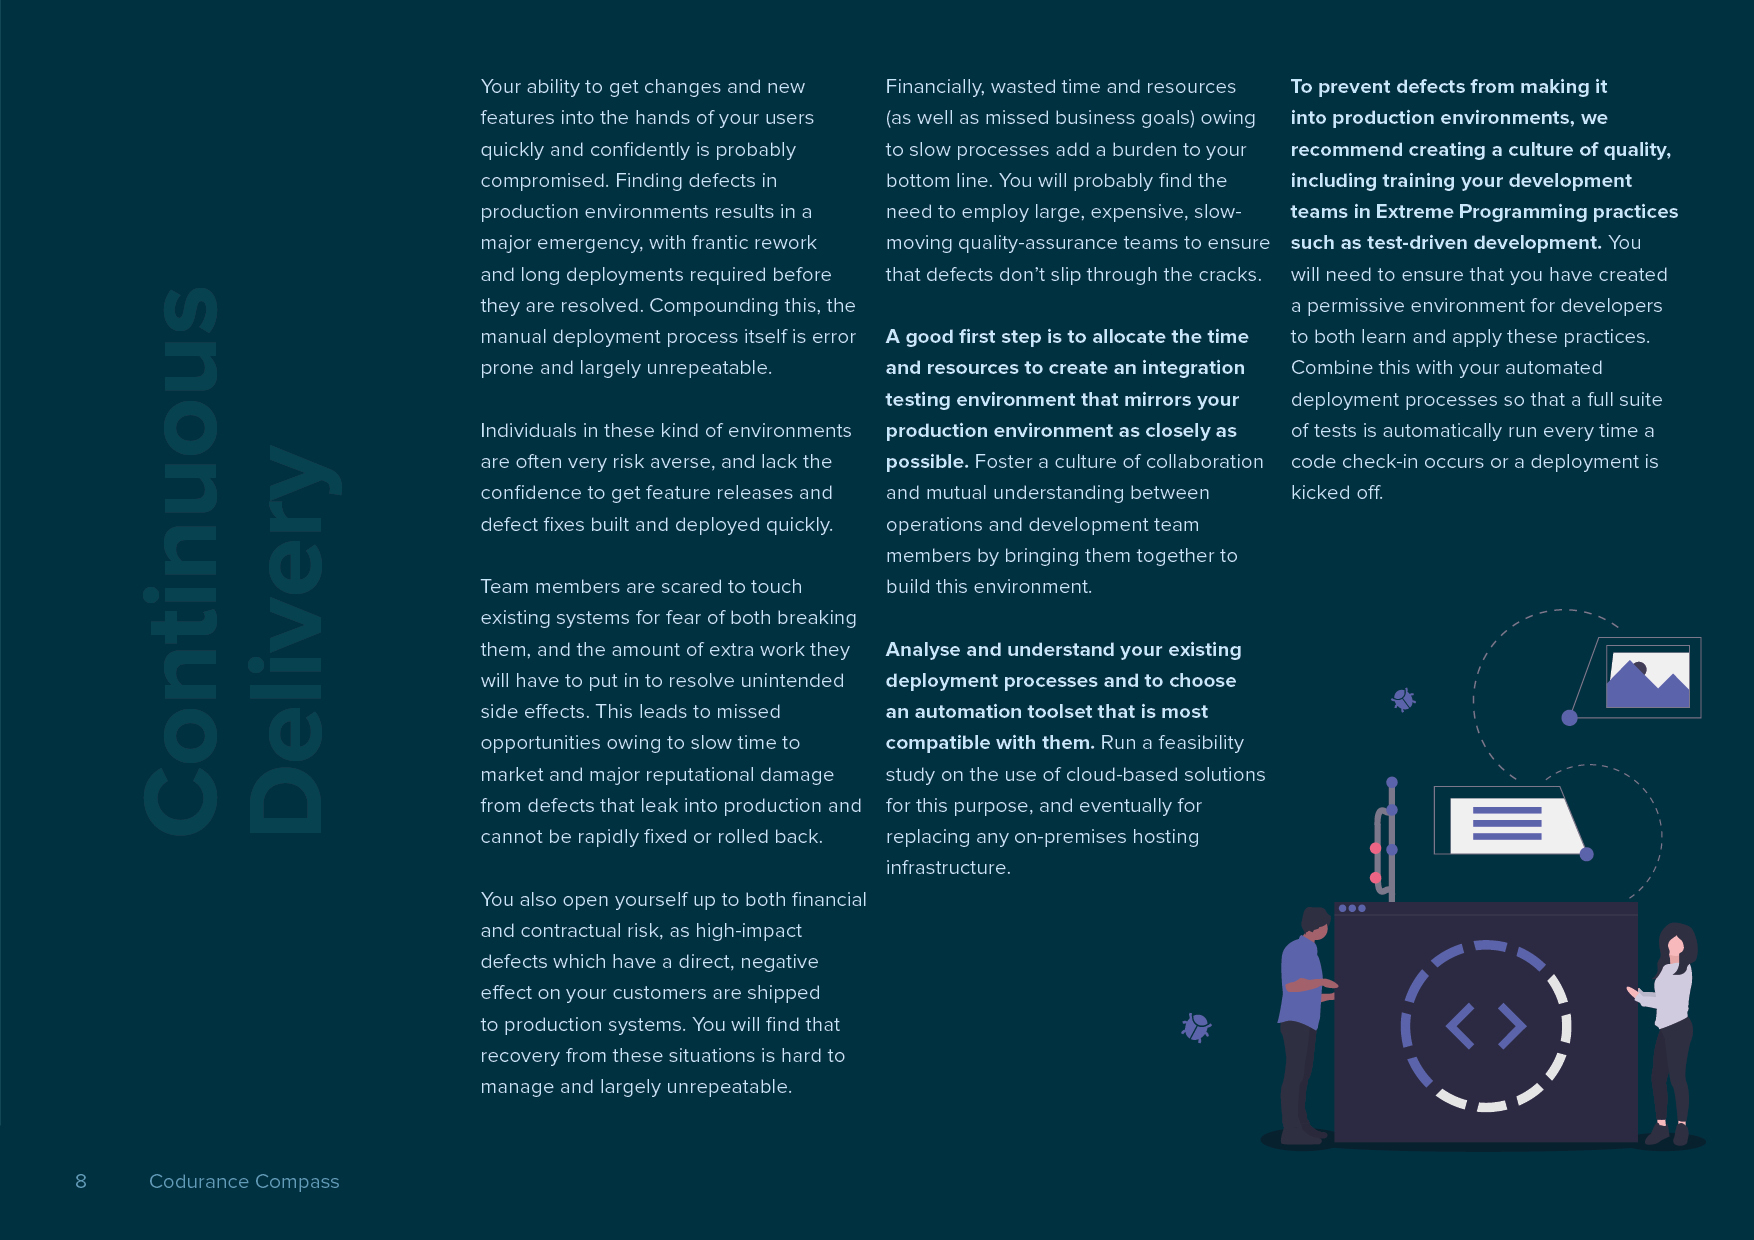 Continuous
Delivery
Your ability to get changes and new
features into the hands of your users
quickly and confidently is probably
compromised. Finding defects in
production environments results in a
major emergency, with frantic rework
and long deployments required before
they are resolved. Compounding this, the
manual deployment process itself is error
prone and largely unrepeatable.
Individuals in these kind of environments
are often very risk averse, and lack the
confidence to get feature releases and
defect fixes built and deployed quickly.
Team members are scared to touch
existing systems for fear of both breaking
them, and the amount of extra work they
will have to put in to resolve unintended
side effects. This leads to missed
opportunities owing to slow time to
market and major reputational damage
from defects that leak into production and
cannot be rapidly fixed or rolled back.
You also open yourself up to both financial
and contractual risk, as high-impact
defects which have a direct, negative
effect on your customers are shipped
to production systems. You will find that
recovery from these situations is hard to
manage and largely unrepeatable.
Financially, wasted time and resources
(as well as missed business goals) owing
to slow processes add a burden to your
bottom line. You will probably find the
need to employ large, expensive, slow-
moving quality-assurance teams to ensure
that defects don’t slip through the cracks.
A good first step is to allocate the time
and resources to create an integration
testing environment that mirrors your
production environment as closely as
possible. Foster a culture of collaboration
and mutual understanding between
operations and development team
members by bringing them together to
build this environment.
Analyse and understand your existing
deployment processes and to choose
an automation toolset that is most
compatible with them. Run a feasibility
study on the use of cloud-based solutions
for this purpose, and eventually for
replacing any on-premises hosting
infrastructure.
To prevent defects from making it
into production environments, we
recommend creating a culture of quality,
including training your development
teams in Extreme Programming practices
such as test-driven development. You
will need to ensure that you have created
a permissive environment for developers
to both learn and apply these practices.
Combine this with your automated
deployment processes so that a full suite
of tests is automatically run every time a
code check-in occurs or a deployment is
kicked off.
8 Codurance Compass